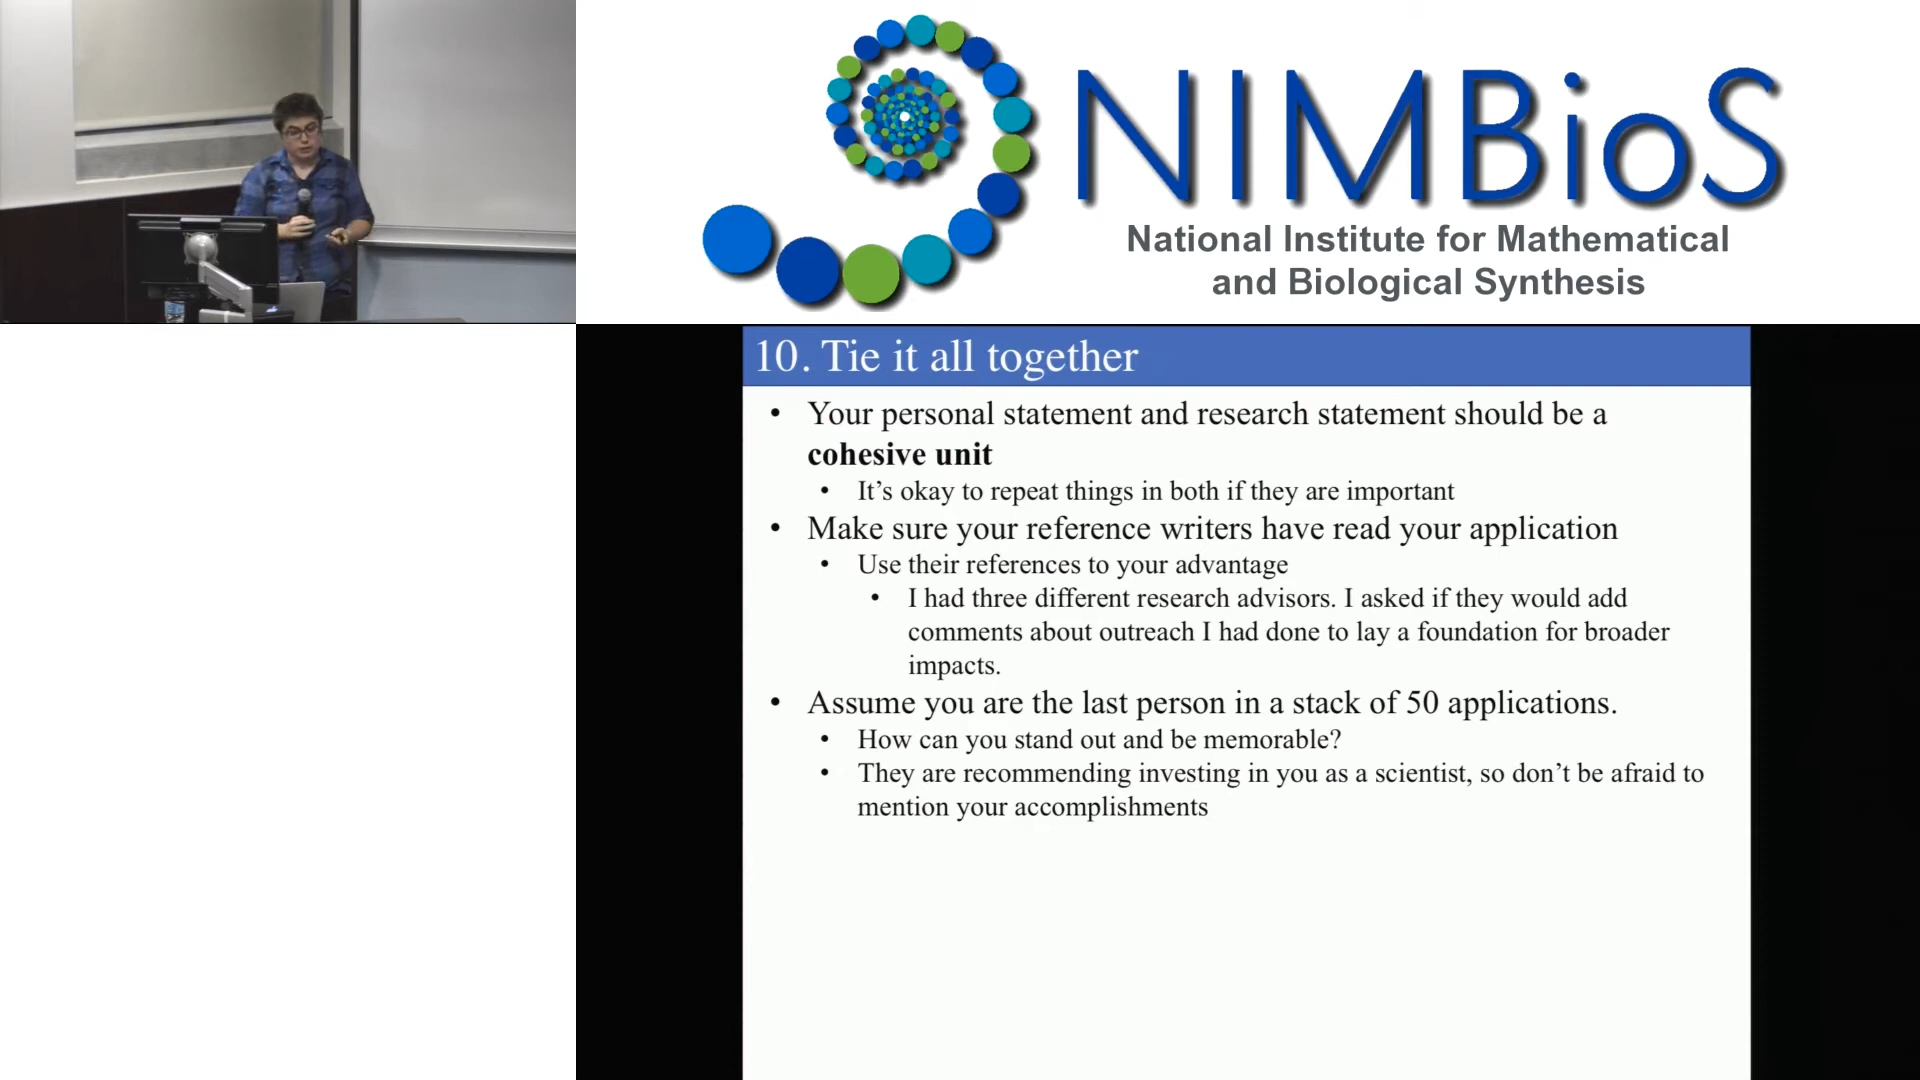 NIMBioS
National Institute for Mathematical
and Biological Synthesis
10. Tie it all together
• Your personal statement and research statement should be a
cohesive unit
• It’s okay to repeat things in both if they are important
• Make sure your reference writers have read your application
• Use their references to your advantage
• I had three different research advisors. I asked if they would add
comments about outreach I had done to lay a foundation for broader
impacts.
• Assume you are the last person in a stack of 50 applications.
• How can you stand out and be memorable?
• They are recommending investing in you as a scientist, so don’t be afraid to
mention your accomplishments